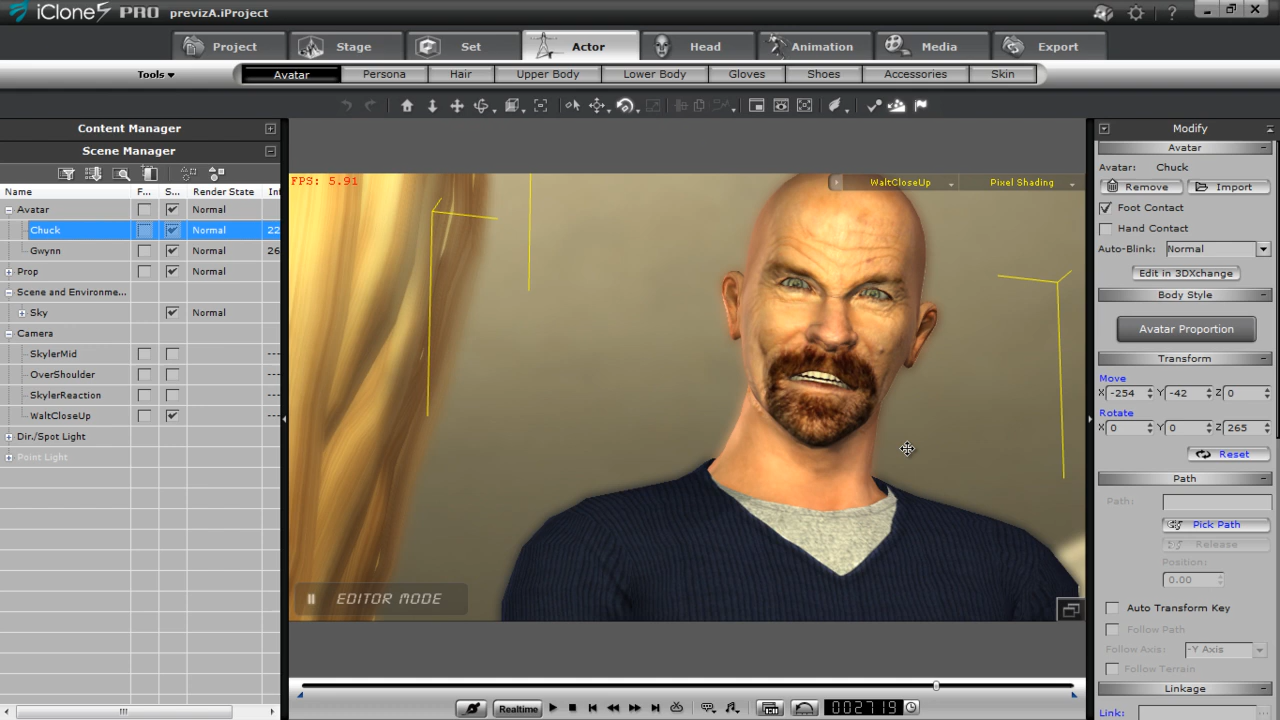 iClone5 PRO previzA.iProject
Project Stage Set Actor Head Animation Media Export
Tools Avatar Persona Hair Upper Body Lower Body Gloves Shoes Accessories Skin
Content Manager
Scene Manager
Name F... S... Render State
Avatar Normal
Chuck Normal 22
Gwynn Normal 26
Prop Normal
Scene and Environme...
Sky Normal
Camera
SkylerMid ---
OverShoulder ---
SkylerReaction ---
WaltCloseUp ---
Dir./Spot Light
Point Light
FPS: 5.91
WaltCloseUp Pixel Shading
EDITOR MODE
Realtime 002719
Modify
Avatar
Avatar: Chuck
Remove Import
Foot Contact
Hand Contact
Auto-Blink: Normal
Edit in 3DXchange
Body Style
Avatar Proportion
Transform
Move
X -254 Y -42 Z 0
Rotate
X 0 Y 0 Z 265
Reset
Path
Path:
Pick Path
Release
Position:
0.00
Auto Transform Key
Follow Path
Follow Axis: -Y Axis
Follow Terrain
Linkage
Link: